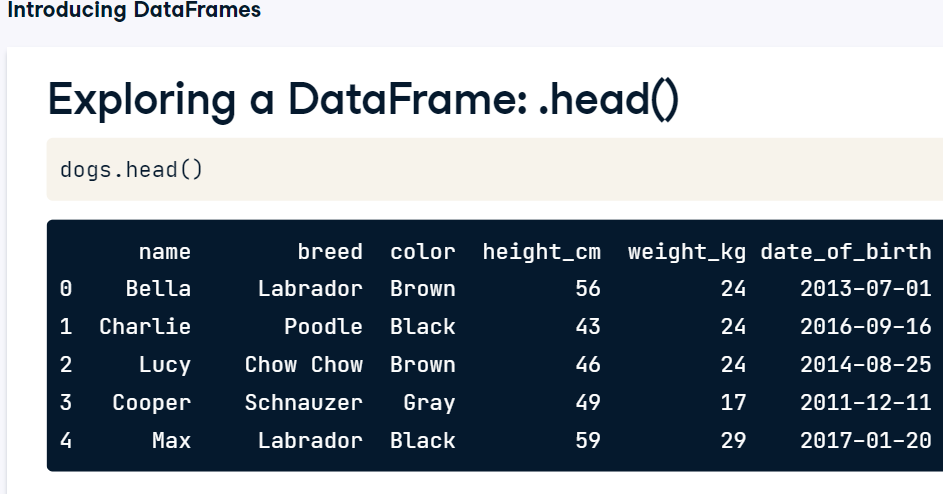 Introducing DataFrames
Exploring a DataFrame: .head()
dogs.head()
name breed color height_cm weight_kg date_of_birth
0 Bella Labrador Brown 56 24 2013-07-01
1 Charlie Poodle Black 43 24 2016-09-16
2 Lucy Chow Chow Brown 46 24 2014-08-25
3 Cooper Schnauzer Gray 49 17 2011-12-11
4 Max Labrador Black 59 29 2017-01-20